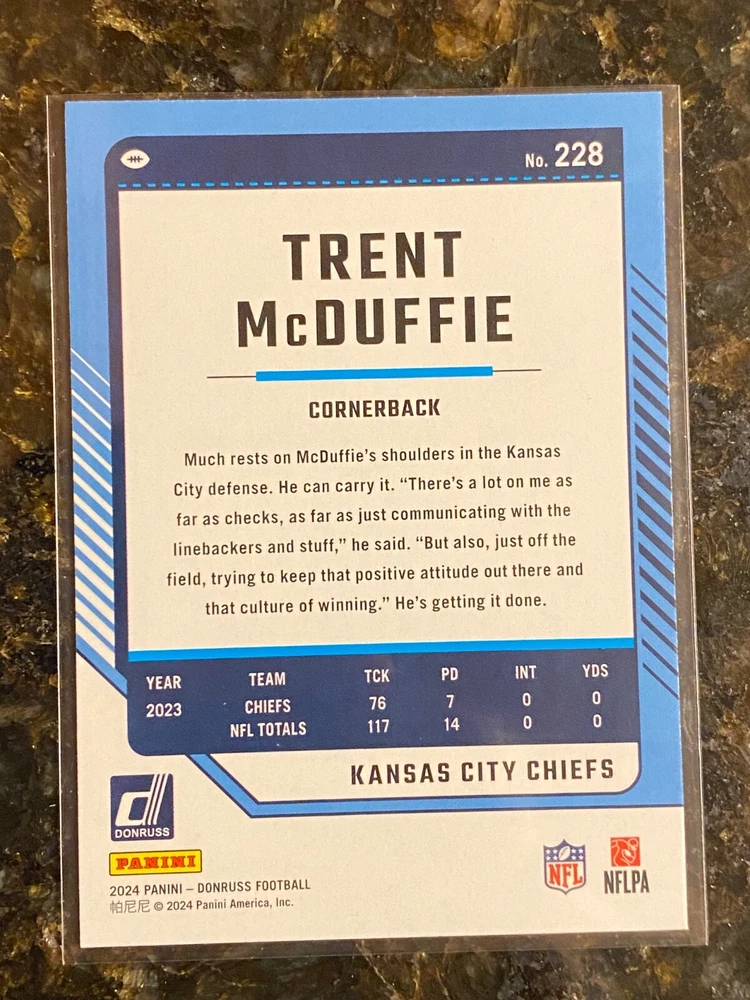 No. 228
TRENT
McDUFFIE
CORNERBACK
Much rests on McDuffie's shoulders in the Kansas
City defense. He can carry it. “There's a lot on me as
far as checks, as far as just communicating with the
linebackers and stuff,” he said. “But also, just off the
field, trying to keep that positive attitude out there and
that culture of winning.” He's getting it done.
YEAR TEAM TCK PD INT YDS
2023 CHIEFS 76 7 0 0
NFL TOTALS 117 14 0 0
KANSAS CITY CHIEFS
d
DONRUSS
PANINI
2024 PANINI – DONRUSS FOOTBALL
帕尼尼 © 2024 Panini America, Inc.
NFL
NFLPA